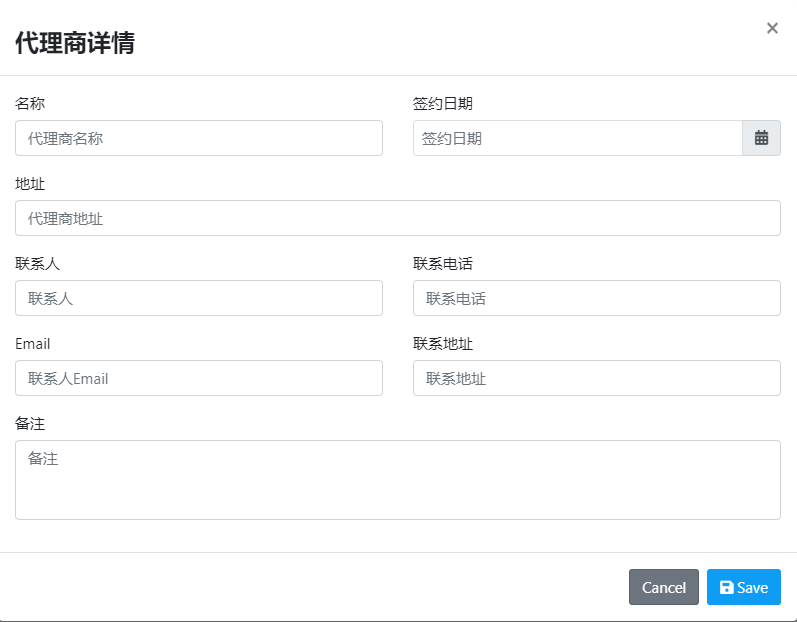 代理商详情
×
名称
签约日期
代理商名称
签约日期
地址
代理商地址
联系人
联系电话
联系人
联系电话
Email
联系地址
联系人Email
联系地址
备注
备注
Cancel
Save